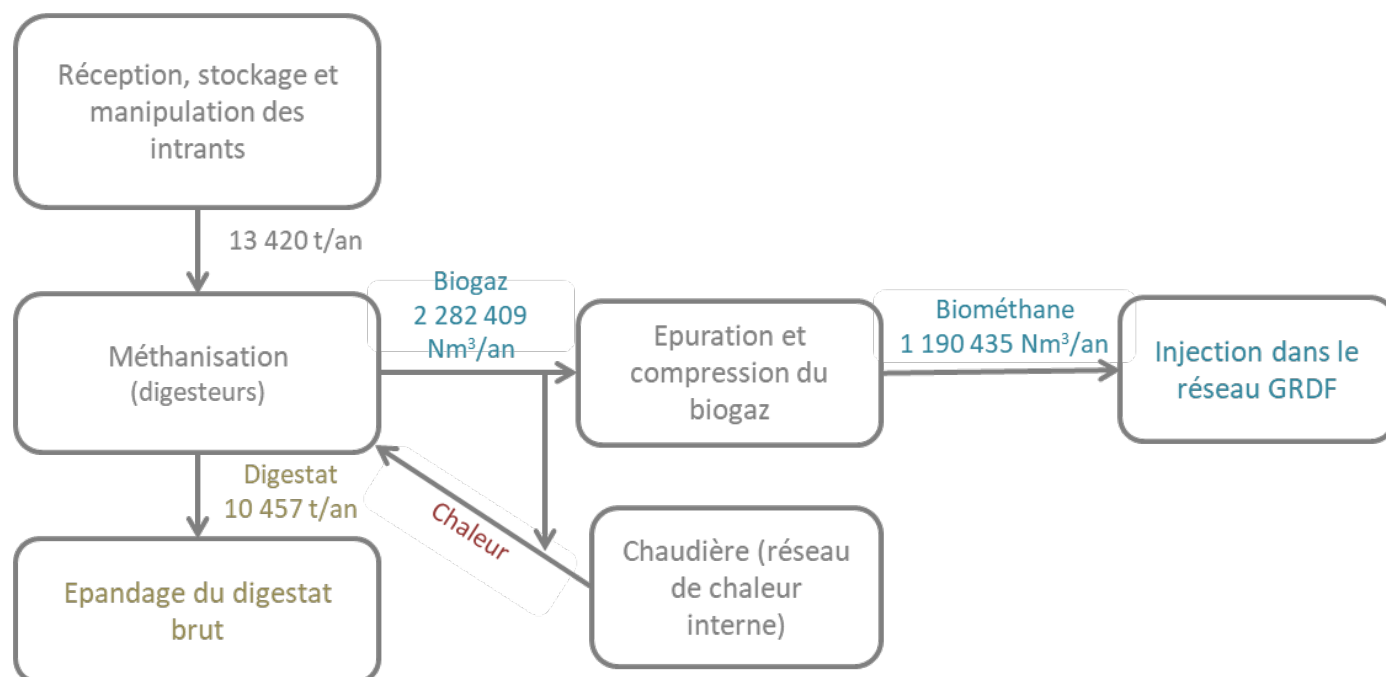 Réception, stockage et
manipulation des
intrants
13 420 t/an
Méthanisation
(digesteurs)
Biogaz
2 282 409
Nm³/an
Epuration et
compression du
biogaz
Biométhane
1 190 435 Nm³/an
Injection dans le
réseau GRDF
Digestat
10 457 t/an
Chaleur
Epandage du digestat
brut
Chaudière (réseau
de chaleur
interne)